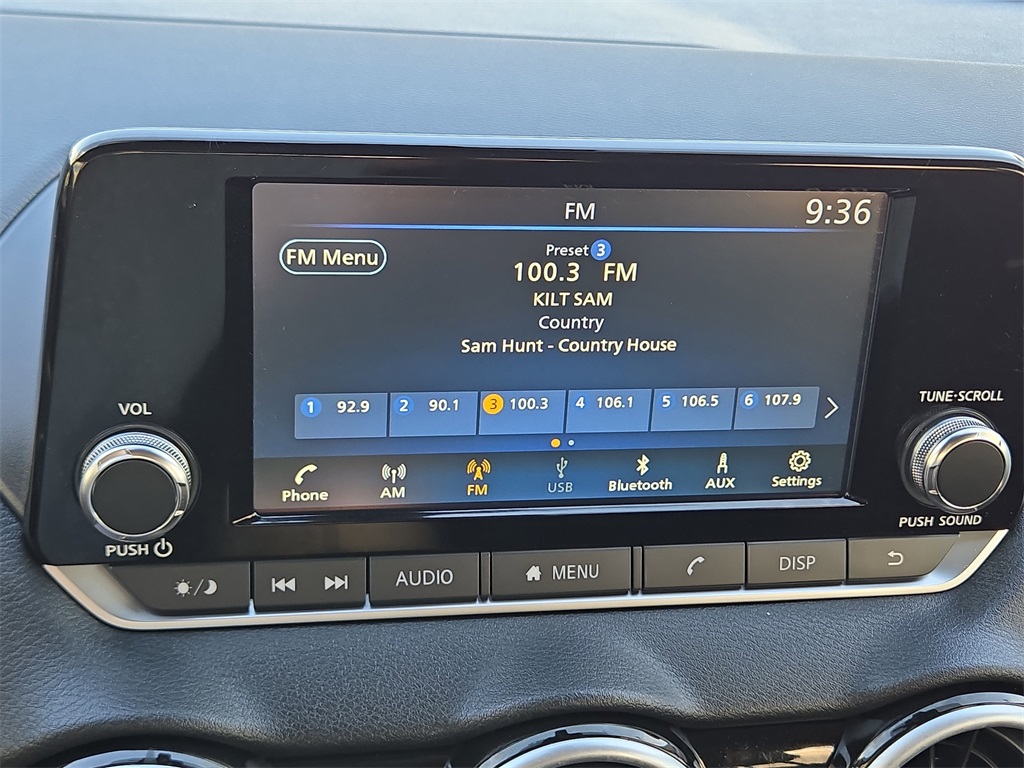 FM
9:36
FM Menu
Preset 3
100.3 FM
KILT SAM
Country
Sam Hunt - Country House
1 92.9 2 90.1 3 100.3 4 106.1 5 106.5 6 107.9
Phone AM FM USB Bluetooth AUX Settings
VOL
PUSH
TUNE·SCROLL
PUSH SOUND
AUDIO MENU DISP